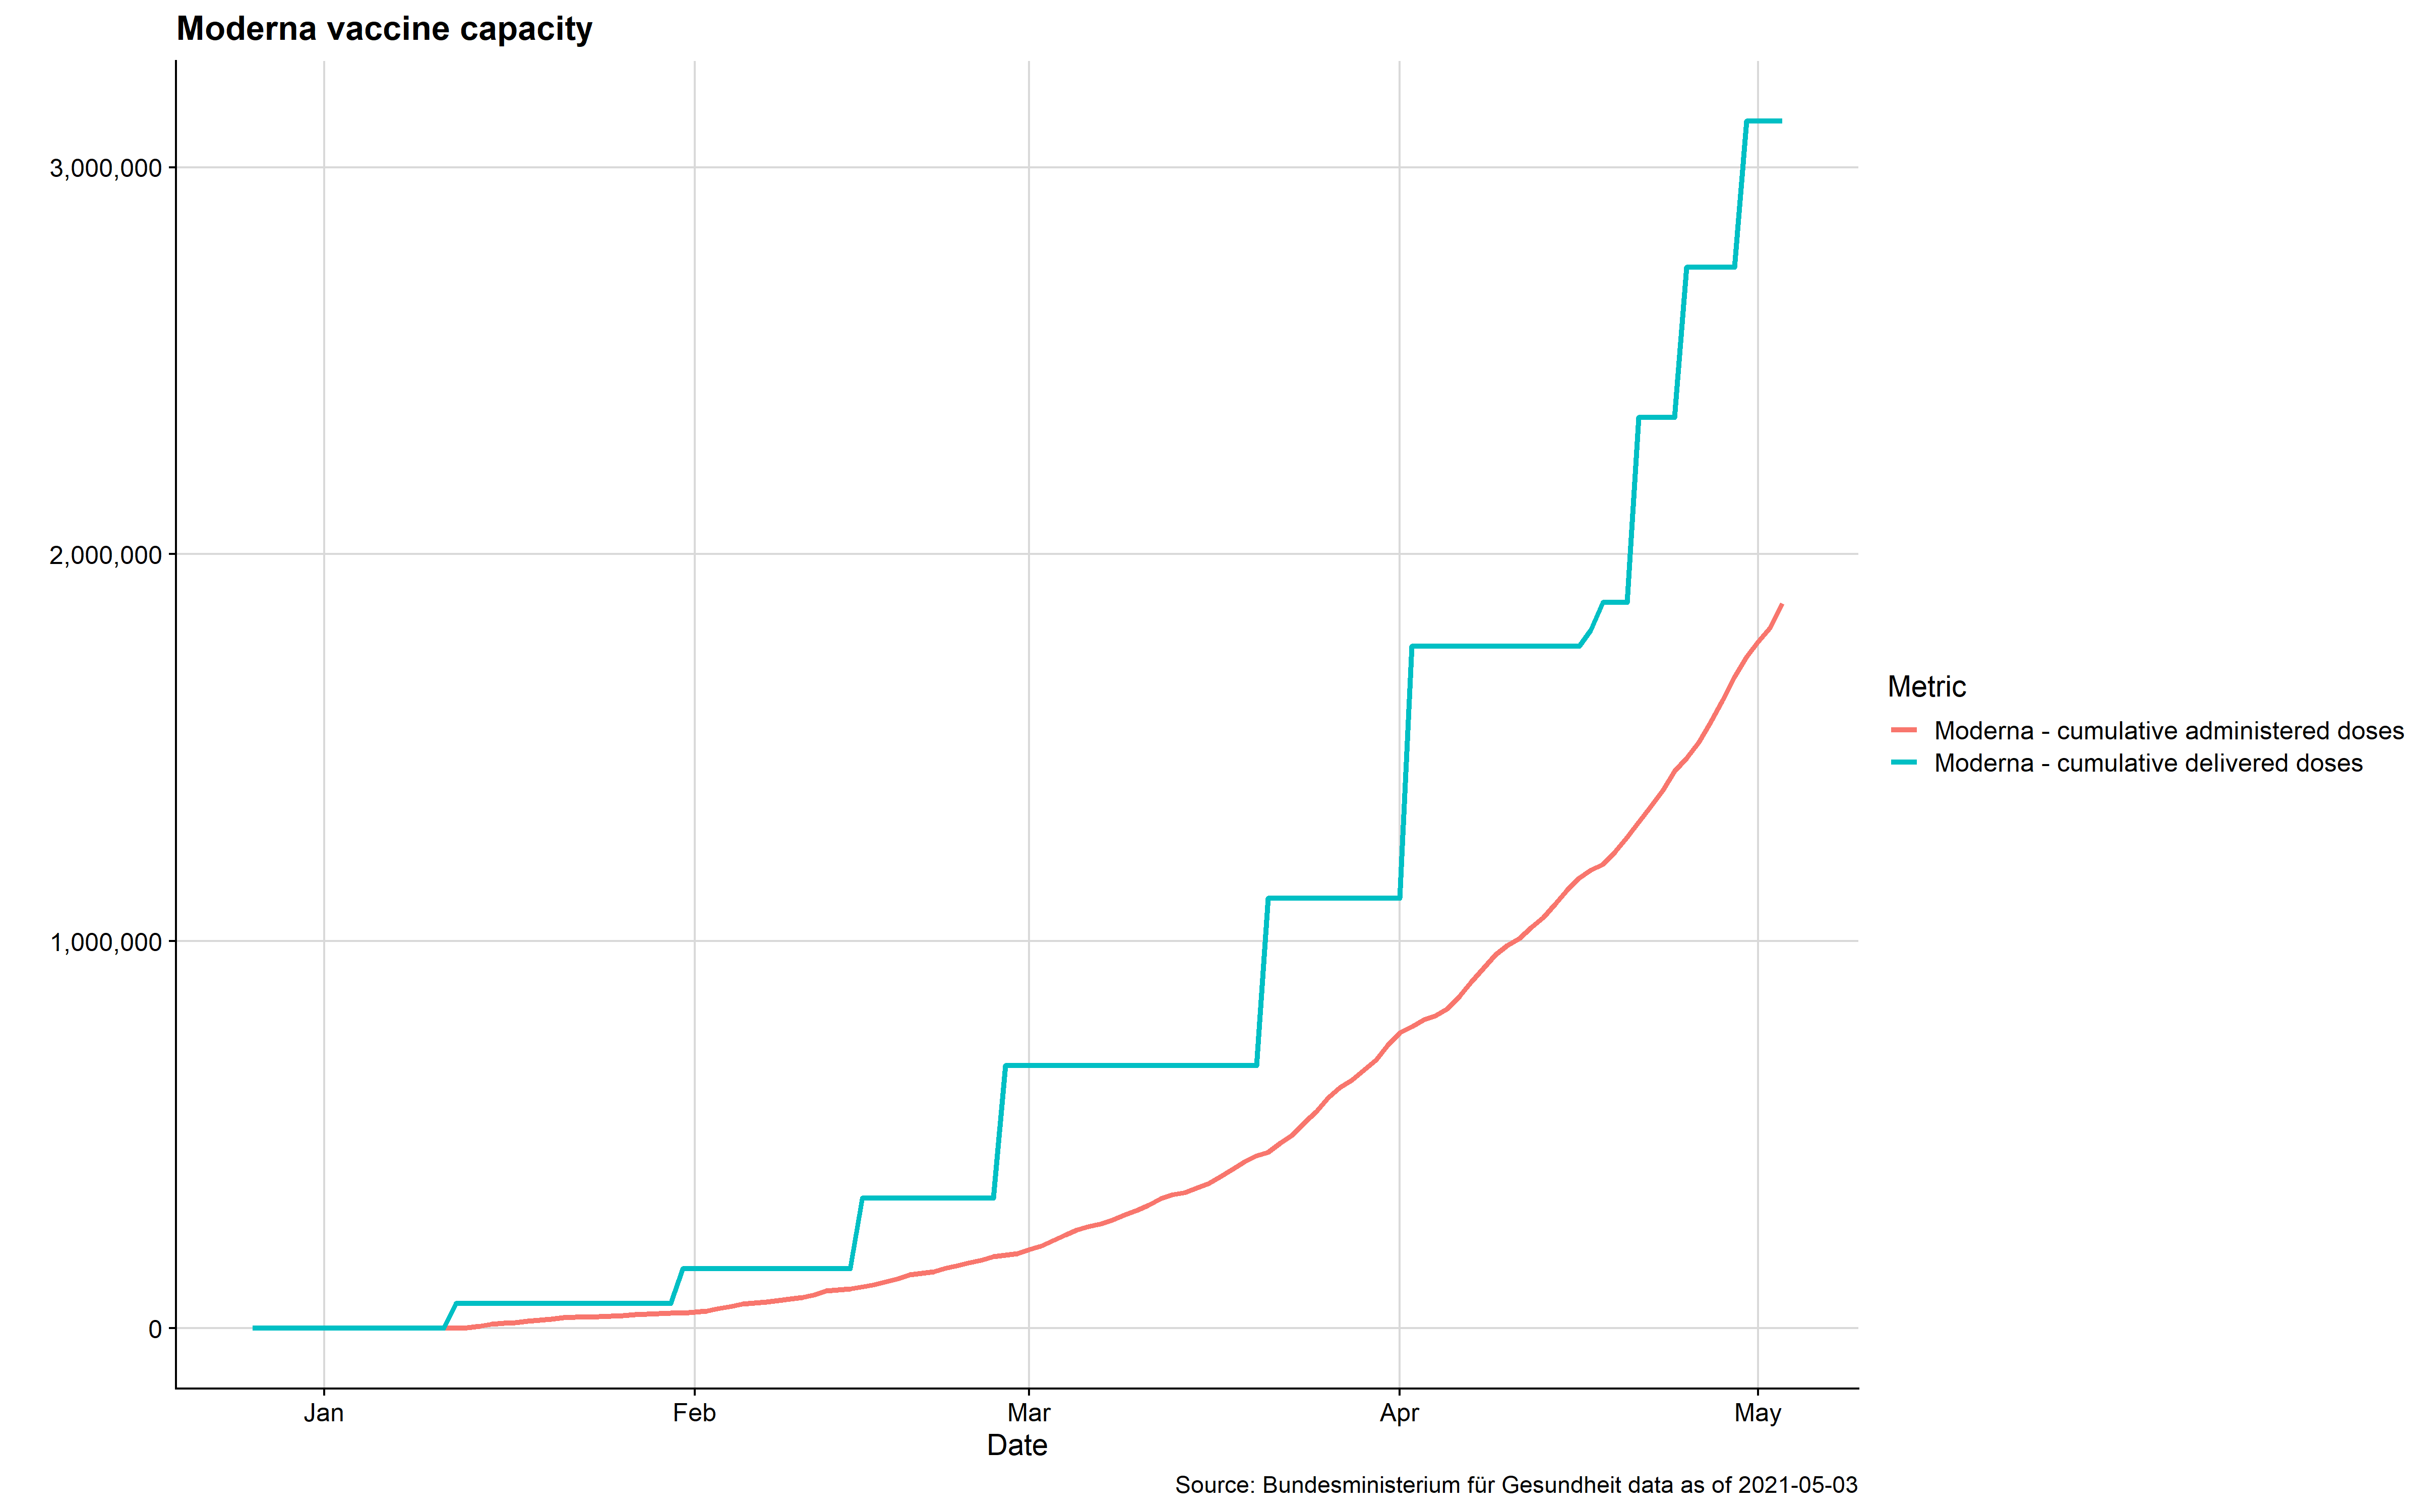 Moderna vaccine capacity
3,000,000
2,000,000
1,000,000
0
Jan Feb Mar Apr May
Date
Metric
Moderna - cumulative administered doses
Moderna - cumulative delivered doses
Source: Bundesministerium für Gesundheit data as of 2021-05-03